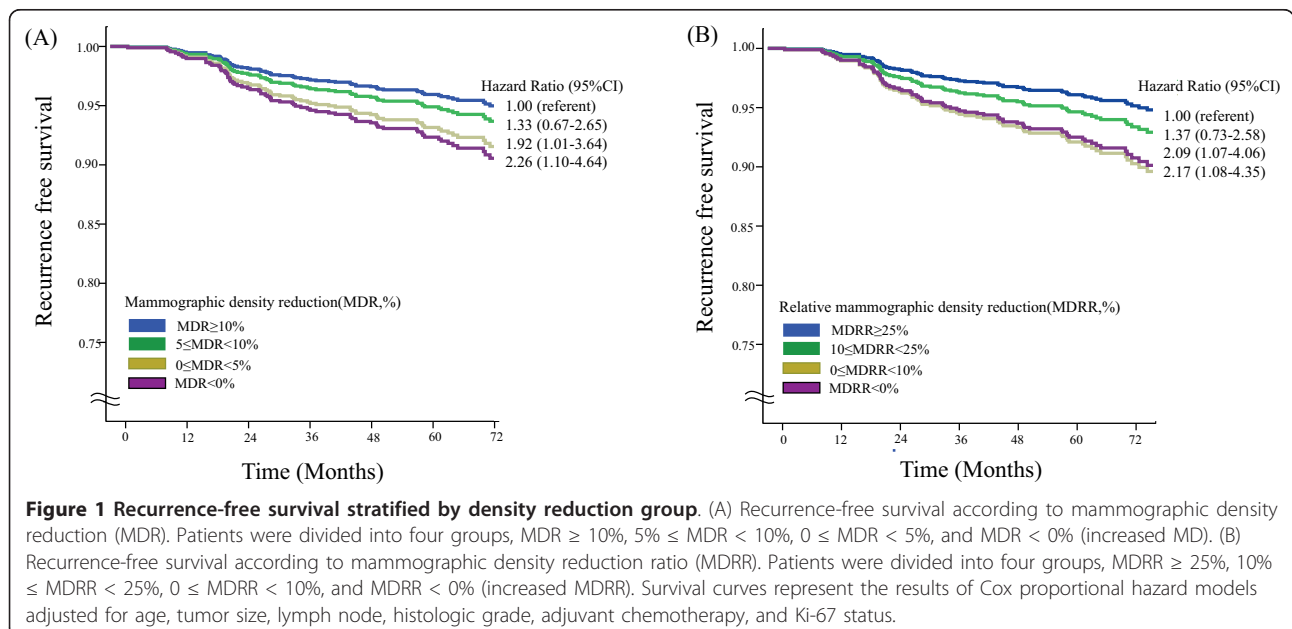 (A)
Recurrence free survival
1.00
0.95
0.90
0.85
0.80
0.75
Hazard Ratio (95%CI)
1.00 (referent)
1.33 (0.67-2.65)
1.92 (1.01-3.64)
2.26 (1.10-4.64)
Mammographic density reduction(MDR,%)
MDR≥10%
5≤MDR<10%
0≤MDR<5%
MDR<0%
0 12 24 36 48 60 72
Time (Months)
(B)
Recurrence free survival
1.00
0.95
0.90
0.85
0.80
0.75
Hazard Ratio (95%CI)
1.00 (referent)
1.37 (0.73-2.58)
2.09 (1.07-4.06)
2.17 (1.08-4.35)
Relative mammographic density reduction(MDRR,%)
MDRR≥25%
10≤MDRR<25%
0≤MDRR<10%
MDRR<0%
0 12 24 36 48 60 72
Time (Months)
Figure 1 Recurrence-free survival stratified by density reduction group. (A) Recurrence-free survival according to mammographic density
reduction (MDR). Patients were divided into four groups, MDR ≥ 10%, 5% ≤ MDR < 10%, 0 ≤ MDR < 5%, and MDR < 0% (increased MD). (B)
Recurrence-free survival according to mammographic density reduction ratio (MDRR). Patients were divided into four groups, MDRR ≥ 25%, 10%
≤ MDRR < 25%, 0 ≤ MDRR < 10%, and MDRR < 0% (increased MDRR). Survival curves represent the results of Cox proportional hazard models
adjusted for age, tumor size, lymph node, histologic grade, adjuvant chemotherapy, and Ki-67 status.